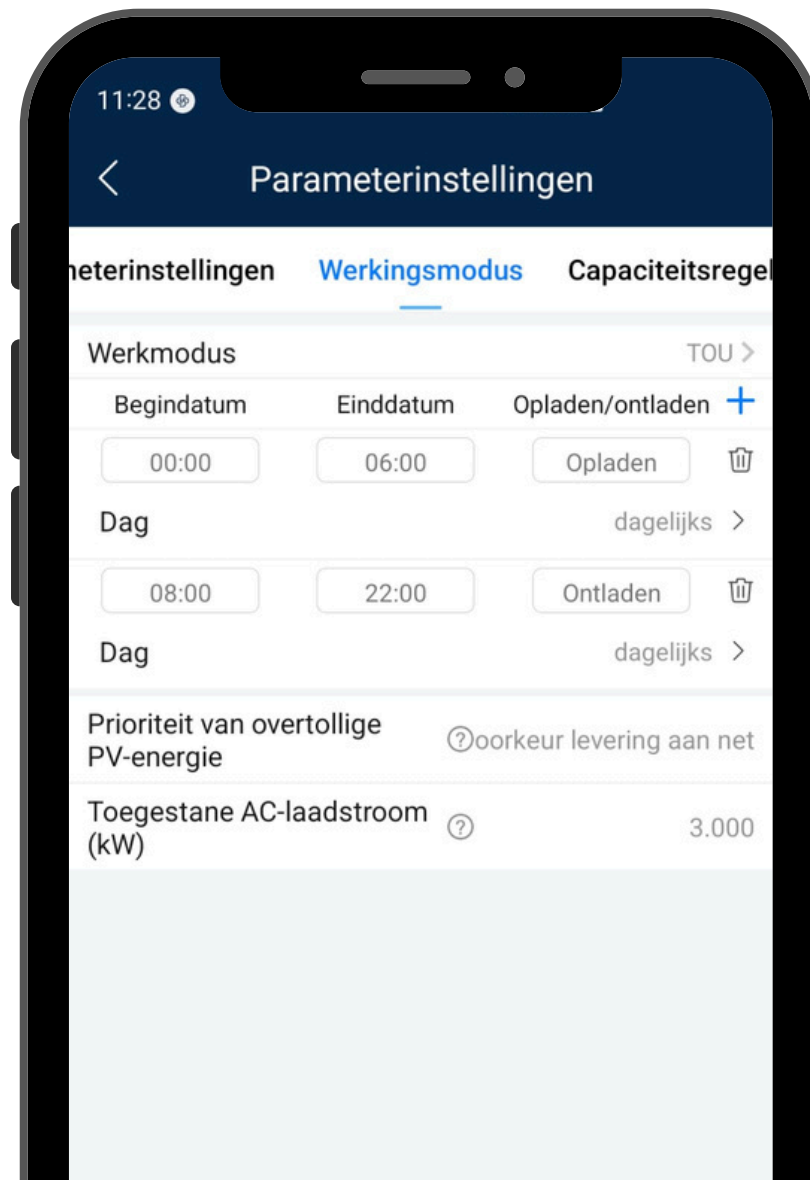 11:28
Parameterinstellingen
neterinstellingen Werkingsmodus Capaciteitsregel
Werkmodus TOU >
Begindatum Einddatum Opladen/ontladen +
00:00 06:00 Opladen
Dag dagelijks >
08:00 22:00 Ontladen
Dag dagelijks >
Prioriteit van overtollige
PV-energie ? oorkeur levering aan net
Toegestane AC-laadstroom
(kW) ? 3.000